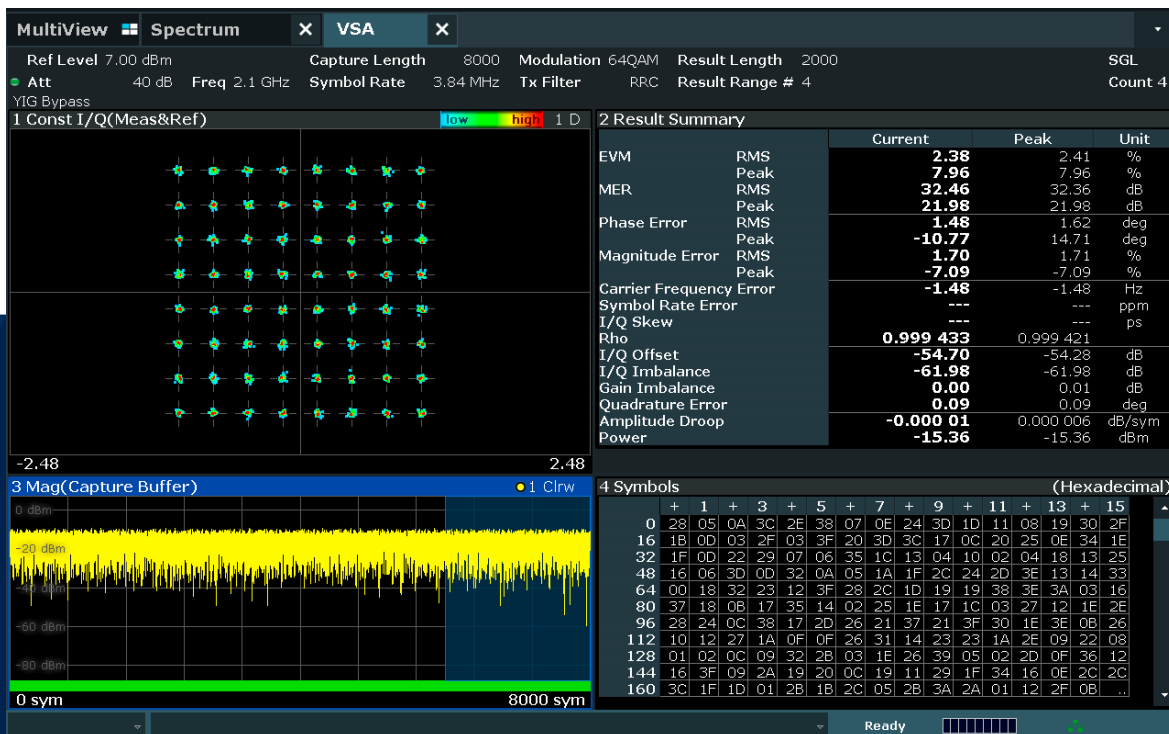 MultiView Spectrum X VSA X
Ref Level 7.00 dBm Capture Length 8000 Modulation 64QAM Result Length 2000 SGL
Att 40 dB Freq 2.1 GHz Symbol Rate 3.84 MHz Tx Filter RRC Result Range # 4 Count 4
YIG Bypass
1 Const I/Q(Meas&Ref) low high 1 D
-2.48 2.48
2 Result Summary
Current Peak Unit
EVM RMS 2.38 2.41 %
Peak 7.96 7.96 %
MER RMS 32.46 32.36 dB
Peak 21.98 21.98 dB
Phase Error RMS 1.48 1.62 deg
Peak -10.77 14.71 deg
Magnitude Error RMS 1.70 1.71 %
Peak -7.09 -7.09 %
Carrier Frequency Error -1.48 -1.48 Hz
Symbol Rate Error --- --- ppm
I/Q Skew --- --- ps
Rho 0.999 433 0.999 421
I/Q Offset -54.70 -54.28 dB
I/Q Imbalance -61.98 -61.98 dB
Gain Imbalance 0.00 0.01 dB
Quadrature Error 0.09 0.09 deg
Amplitude Droop -0.000 01 0.000 006 dB/sym
Power -15.36 -15.36 dBm
3 Mag(Capture Buffer) 1 Clrw
0 dBm
-20 dBm
-40 dBm
-60 dBm
-80 dBm
0 sym 8000 sym
4 Symbols (Hexadecimal)
+ 1 + 3 + 5 + 7 + 9 + 11 + 13 + 15
0 28 05 0A 3C 2E 38 07 0E 24 3D 1D 11 08 19 30 2F
16 1B 0D 03 2F 03 3F 20 3D 3C 17 0C 20 25 0E 34 1E
32 1F 0D 22 29 07 06 35 1C 13 04 10 02 04 18 13 25
48 16 06 3D 0D 32 0A 05 1A 1F 2C 24 2D 3E 13 14 33
64 00 18 32 23 12 3F 28 2C 1D 19 19 38 3E 3A 03 16
80 37 18 0B 17 35 14 02 25 1E 17 1C 03 27 12 1E 2E
96 28 24 0C 38 17 2D 26 21 37 21 3F 30 1E 3E 0B 26
112 10 12 27 1A 0F 0F 26 31 14 23 23 1A 2E 09 22 08
128 01 02 0C 09 32 2B 03 1E 26 39 05 02 2D 0F 36 12
144 16 3F 09 2A 19 20 0C 19 11 29 1F 34 16 0E 2C 2C
160 3C 1F 1D 01 2B 1B 2C 05 2B 3A 2A 01 12 2F 0B ..
Ready